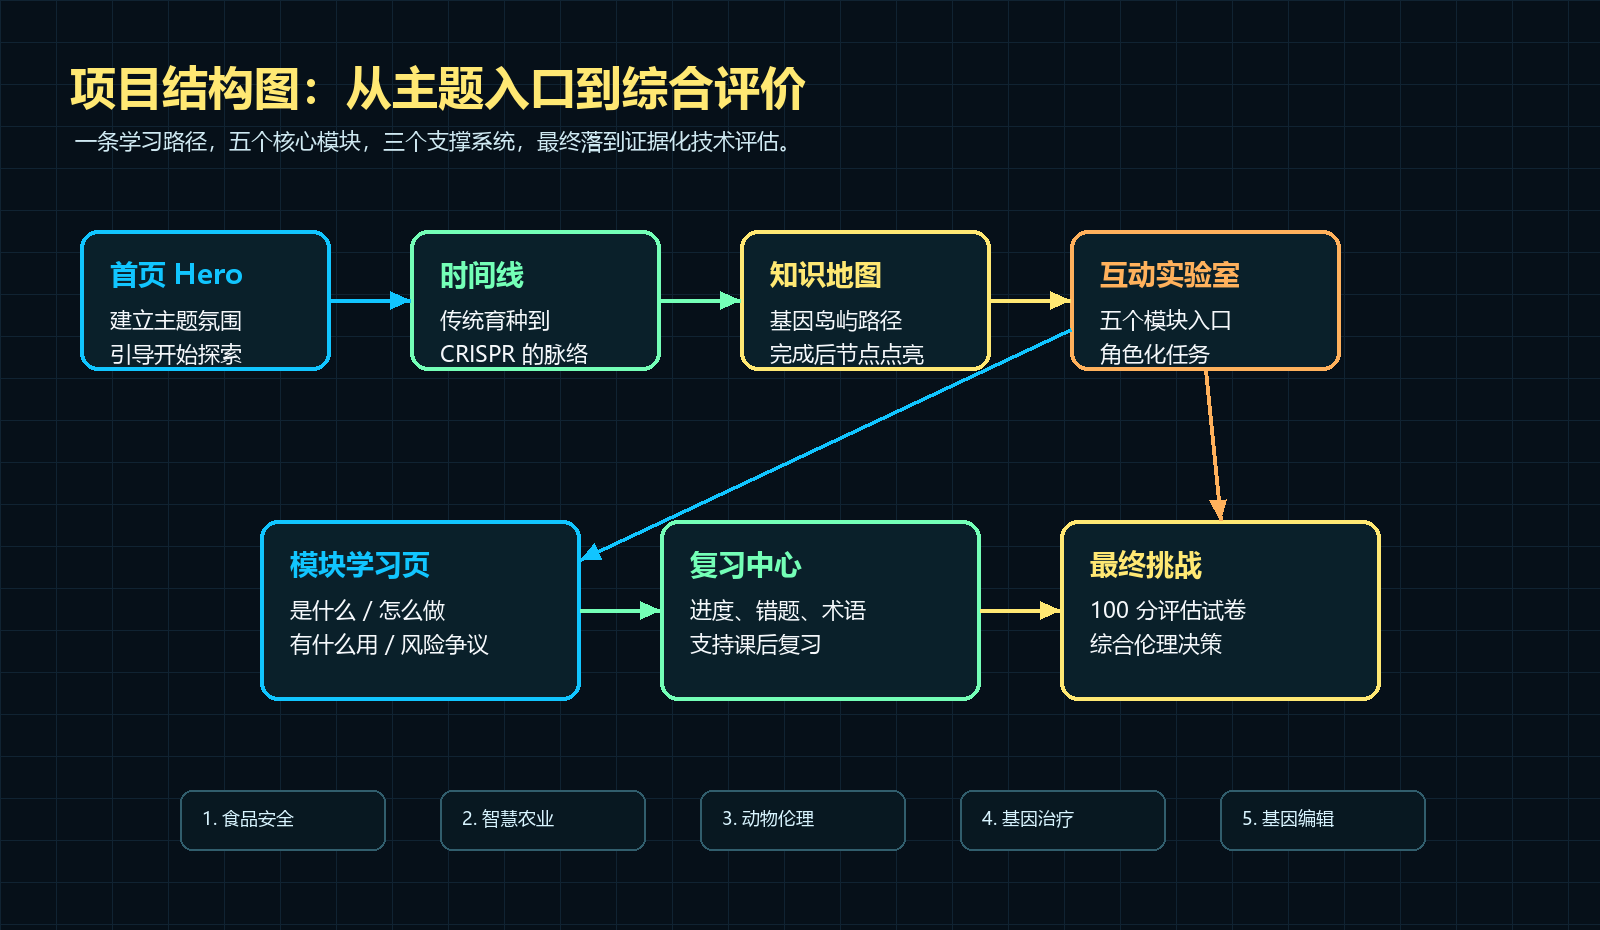 项目结构图：从主题入口到综合评价
一条学习路径，五个核心模块，三个支撑系统，最终落到证据化技术评估。
首页 Hero
建立主题氛围
引导开始探索
时间线
传统育种到
CRISPR 的脉络
知识地图
基因岛屿路径
完成后节点点亮
互动实验室
五个模块入口
角色化任务
模块学习页
是什么 / 怎么做
有什么用 / 风险争议
复习中心
进度、错题、术语
支持课后复习
最终挑战
100 分评估试卷
综合伦理决策
1. 食品安全
2. 智慧农业
3. 动物伦理
4. 基因治疗
5. 基因编辑